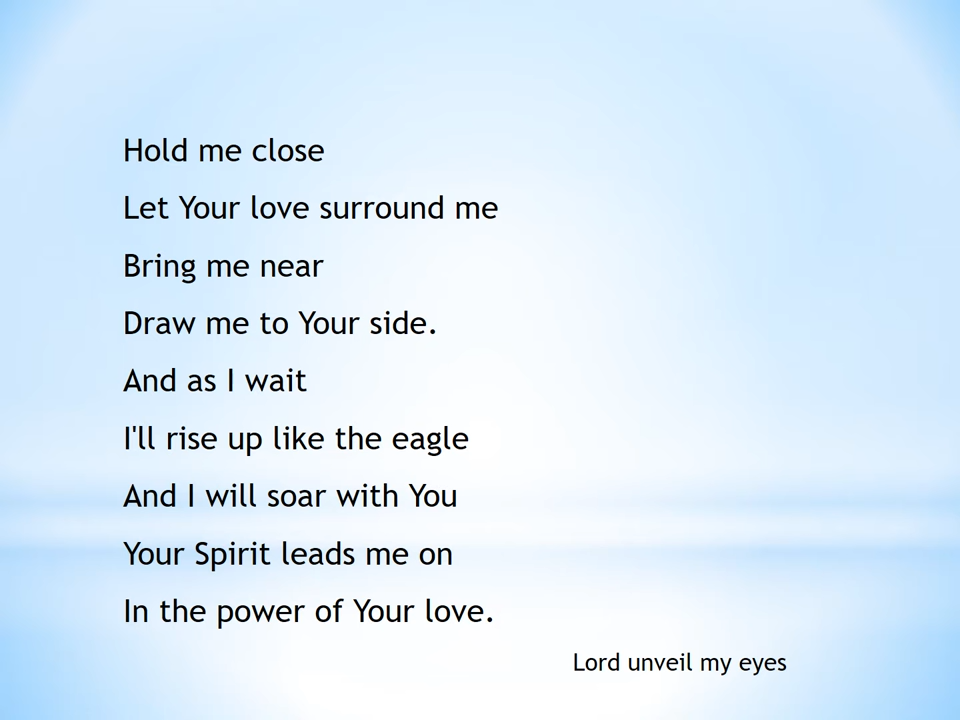 Hold me close
Let Your love surround me
Bring me near
Draw me to Your side.
And as I wait
I'll rise up like the eagle
And I will soar with You
Your Spirit leads me on
In the power of Your love.
Lord unveil my eyes